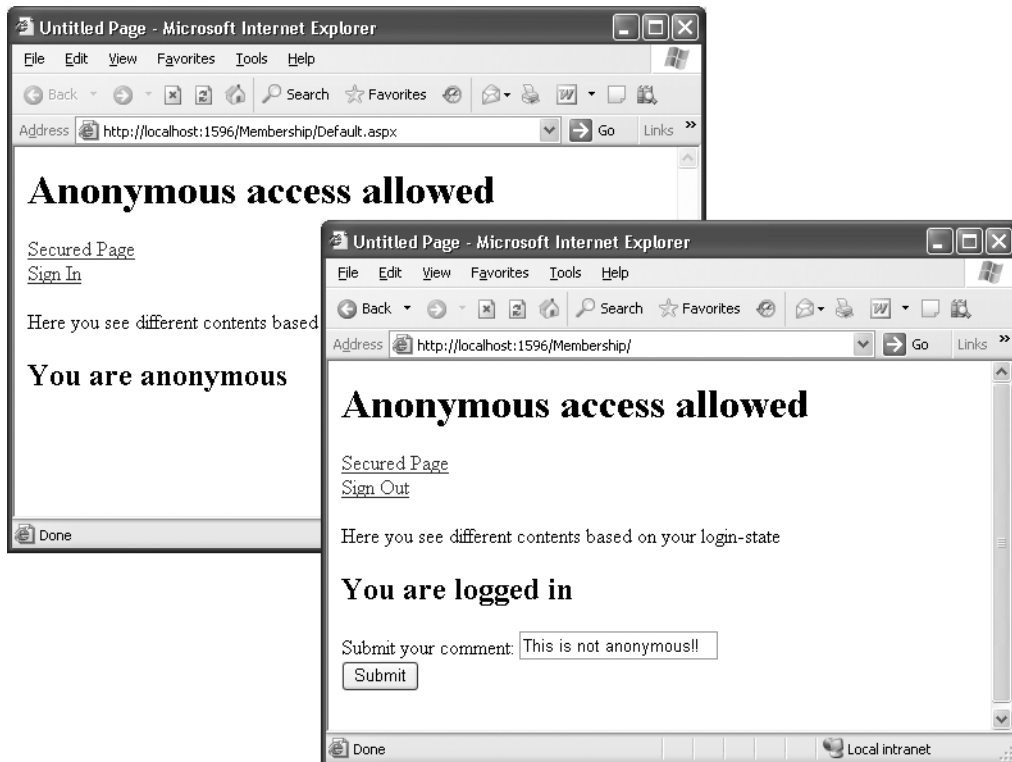 Untitled Page - Microsoft Internet Explorer
File Edit View Favorites Tools Help
Back Search Favorites
Address http://localhost:1596/Membership/Default.aspx Go Links »
Anonymous access allowed
Secured Page
Sign In
Here you see different contents based
You are anonymous
Done
Untitled Page - Microsoft Internet Explorer
File Edit View Favorites Tools Help
Back Search Favorites
Address http://localhost:1596/Membership/ Go Links »
Anonymous access allowed
Secured Page
Sign Out
Here you see different contents based on your login-state
You are logged in
Submit your comment: This is not anonymous!!
Submit
Done Local intranet